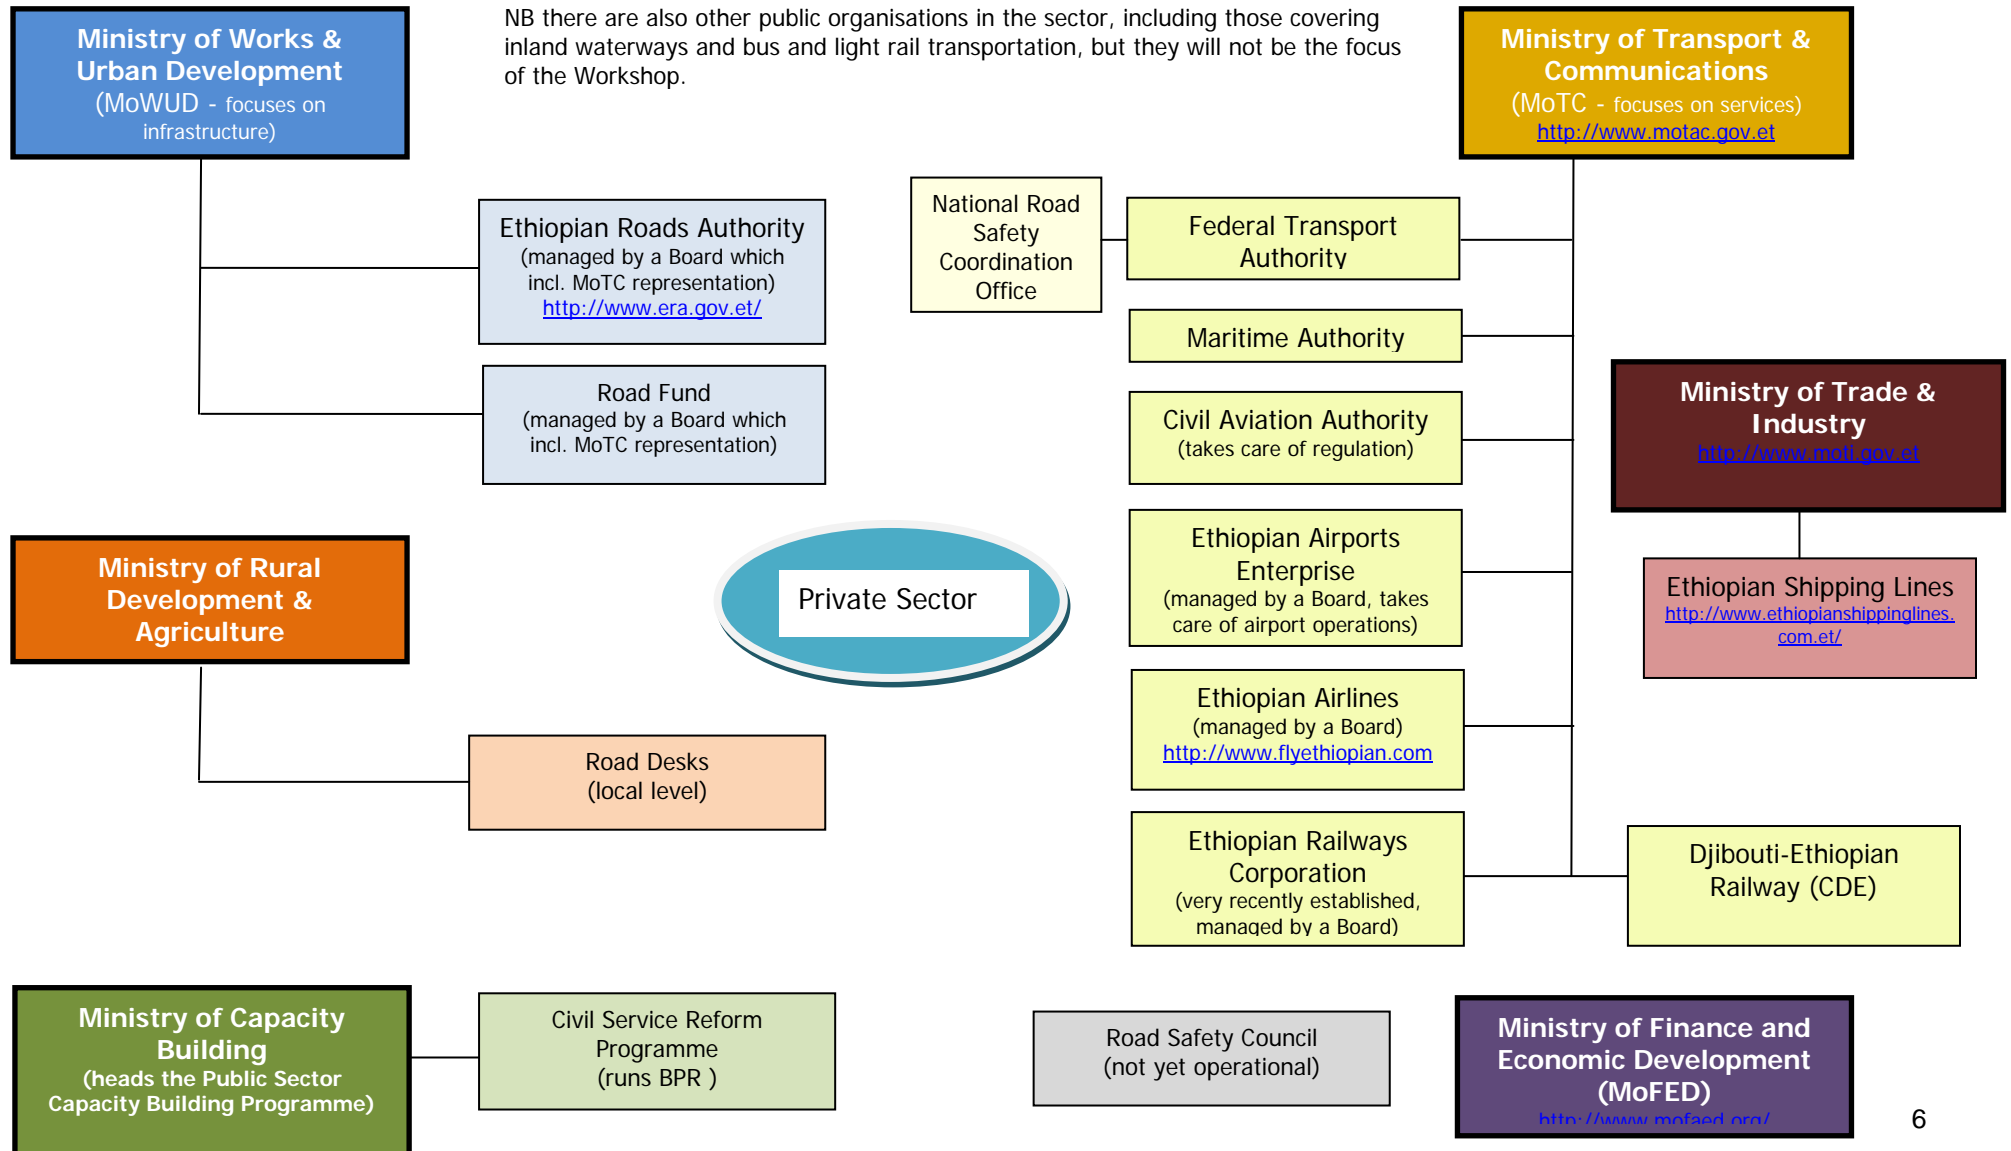 Ministry of Works &
Urban Development
(MoWUD - focuses on
infrastructure)
NB there are also other public organisations in the sector, including those covering
inland waterways and bus and light rail transportation, but they will not be the focus
of the Workshop.
Ministry of Transport &
Communications
(MoTC - focuses on services)
http://www.motac.gov.et
Ethiopian Roads Authority
(managed by a Board which
incl. MoTC representation)
http://www.era.gov.et/
Road Fund
(managed by a Board which
incl. MoTC representation)
National Road
Safety
Coordination
Office
Federal Transport
Authority
Maritime Authority
Civil Aviation Authority
(takes care of regulation)
Ethiopian Airports
Enterprise
(managed by a Board, takes
care of airport operations)
Ethiopian Airlines
(managed by a Board)
http://www.flyethiopian.com
Ethiopian Railways
Corporation
(very recently established,
managed by a Board)
Djibouti-Ethiopian
Railway (CDE)
Ministry of Trade &
Industry
http://www.moti.gov.et
Ethiopian Shipping Lines
http://www.ethiopianshippinglines.
com.et/
Ministry of Rural
Development &
Agriculture
Private Sector
Road Desks
(local level)
Ministry of Capacity
Building
(heads the Public Sector
Capacity Building Programme)
Civil Service Reform
Programme
(runs BPR )
Road Safety Council
(not yet operational)
Ministry of Finance and
Economic Development
(MoFED)
http://www.mofaed.org/
6